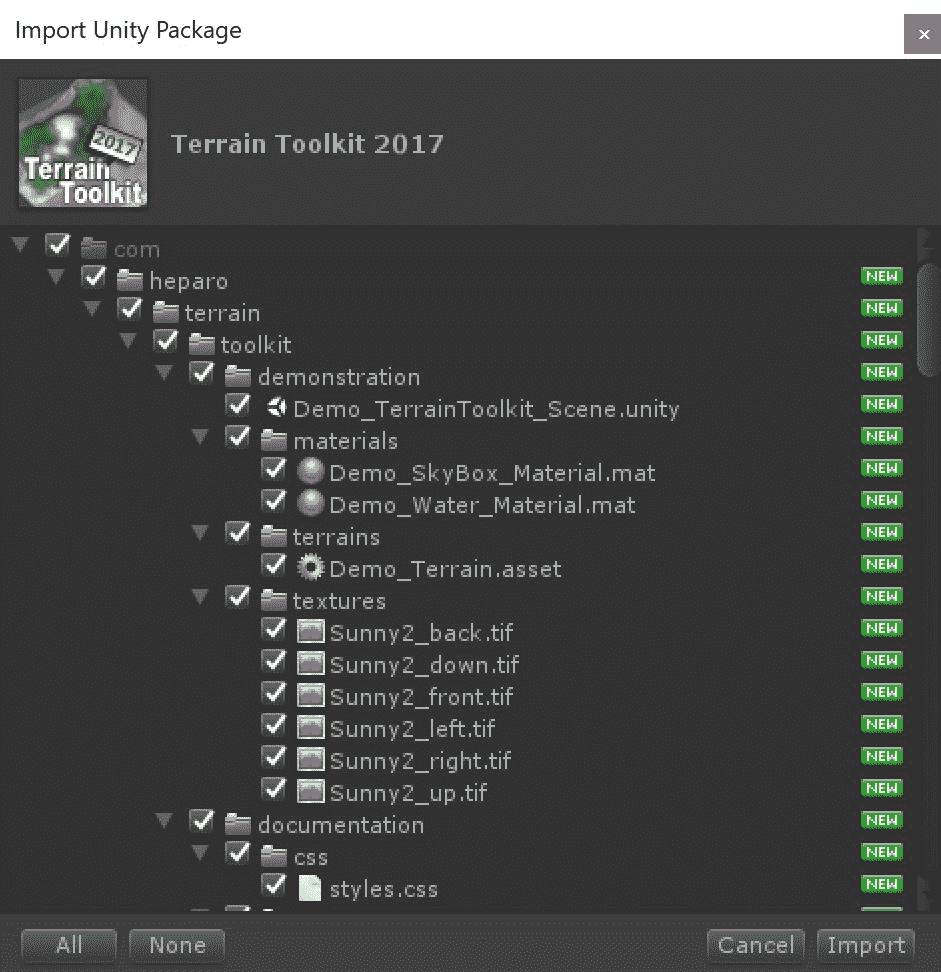 Import Unity Package
×
2017
Terrain
Toolkit
Terrain Toolkit 2017
com
heparo NEW
terrain NEW
toolkit NEW
demonstration NEW
Demo_TerrainToolkit_Scene.unity NEW
materials NEW
Demo_SkyBox_Material.mat NEW
Demo_Water_Material.mat NEW
terrains NEW
Demo_Terrain.asset NEW
textures NEW
Sunny2_back.tif NEW
Sunny2_down.tif NEW
Sunny2_front.tif NEW
Sunny2_left.tif NEW
Sunny2_right.tif NEW
Sunny2_up.tif NEW
documentation NEW
css NEW
styles.css NEW
All None Cancel Import